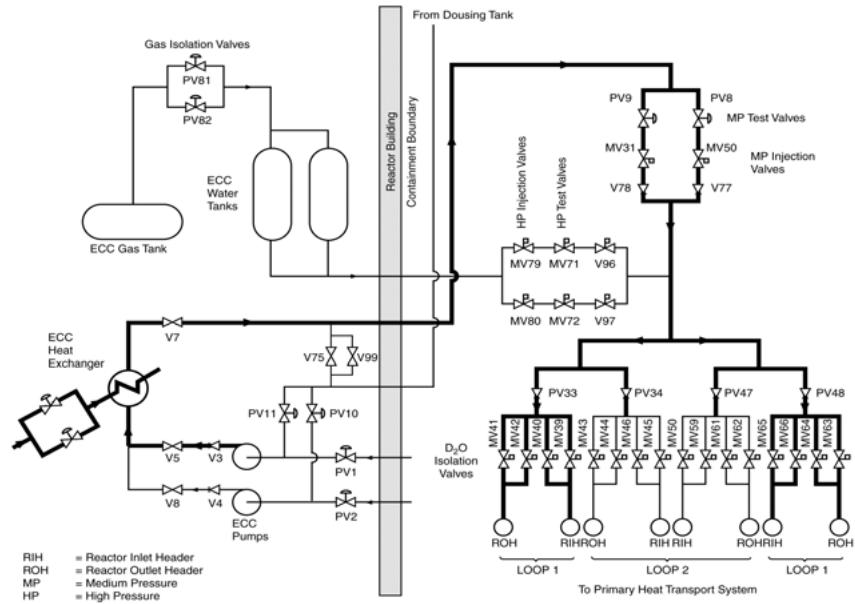 From Dousing Tank
Gas Isolation Valves
PV81
PV82
ECC
Water
Tanks
ECC Gas Tank
Reactor Building
Containment Boundary
PV9
PV8
MP Test Valves
MV31
MV50
MP Injection
Valves
V78
V77
HP Injection Valves
HP Test Valves
MV79
MV71
V96
MV80
MV72
V97
ECC
Heat
Exchanger
V7
V75
V99
PV11
PV10
V5
V3
PV1
V8
V4
PV2
ECC
Pumps
PV33
PV34
PV47
PV48
MV41
MV42
MV40
MV39
MV43
MV44
MV46
MV45
MV50
MV59
MV61
MV62
MV65
MV66
MV64
MV63
D2O
Isolation
Valves
ROH
RIH
ROH
RIH
RIH
ROH
RIH
ROH
LOOP 1
LOOP 2
LOOP 1
To Primary Heat Transport System
RIH = Reactor Inlet Header
ROH = Reactor Outlet Header
MP = Medium Pressure
HP = High Pressure